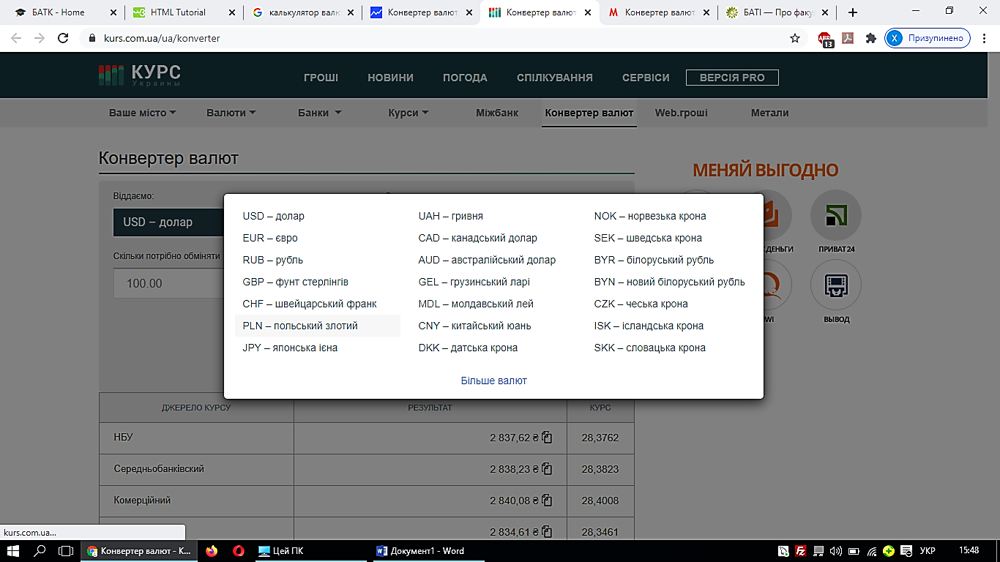 БАТК - Home
HTML Tutorial
калькулятор валю
Конвертер валют
Конвертер валют
Конвертер валют
БАТІ — Про факу
kurs.com.ua/ua/konverter
ABP
13
X
Призупинено
КУРС
Украины
ГРОШІ НОВИНИ ПОГОДА СПІЛКУВАННЯ СЕРВІСИ ВЕРСІЯ PRO
Ваше місто Валюти Банки Курси Міжбанк Конвертер валют Web.гроші Метали
Конвертер валют
МЕНЯЙ ВЫГОДНО
Віддаємо:
USD – долар
Скільки потрібно обміняти
100.00
USD – долар
EUR – євро
RUB – рубль
GBP – фунт стерлінгів
CHF – швейцарський франк
PLN – польський злотий
JPY – японська ієна
UAH – гривня
CAD – канадський долар
AUD – австралійський долар
GEL – грузинський ларі
MDL – молдавський лей
CNY – китайський юань
DKK – датська крона
NOK – норвезька крона
SEK – шведська крона
BYR – білоруський рубль
BYN – новий білоруський рубль
CZK – чеська крона
ISK – ісландська крона
SKK – словацька крона
Більше валют
ДЕНЬГИ
ПРИВАТ24
WI
ВЫВОД
ДЖЕРЕЛО КУРСУ РЕЗУЛЬТАТ КУРС
НБУ 2 837,62 ₴ 28,3762
Середньобанківский 2 838,23 ₴ 28,3823
Комерційний 2 840,08 ₴ 28,4008
2 834,61 ₴ 28,3461
kurs.com.ua...
Конвертер валют - К...
Цей ПК
Документ1 - Word
УКР
15:48